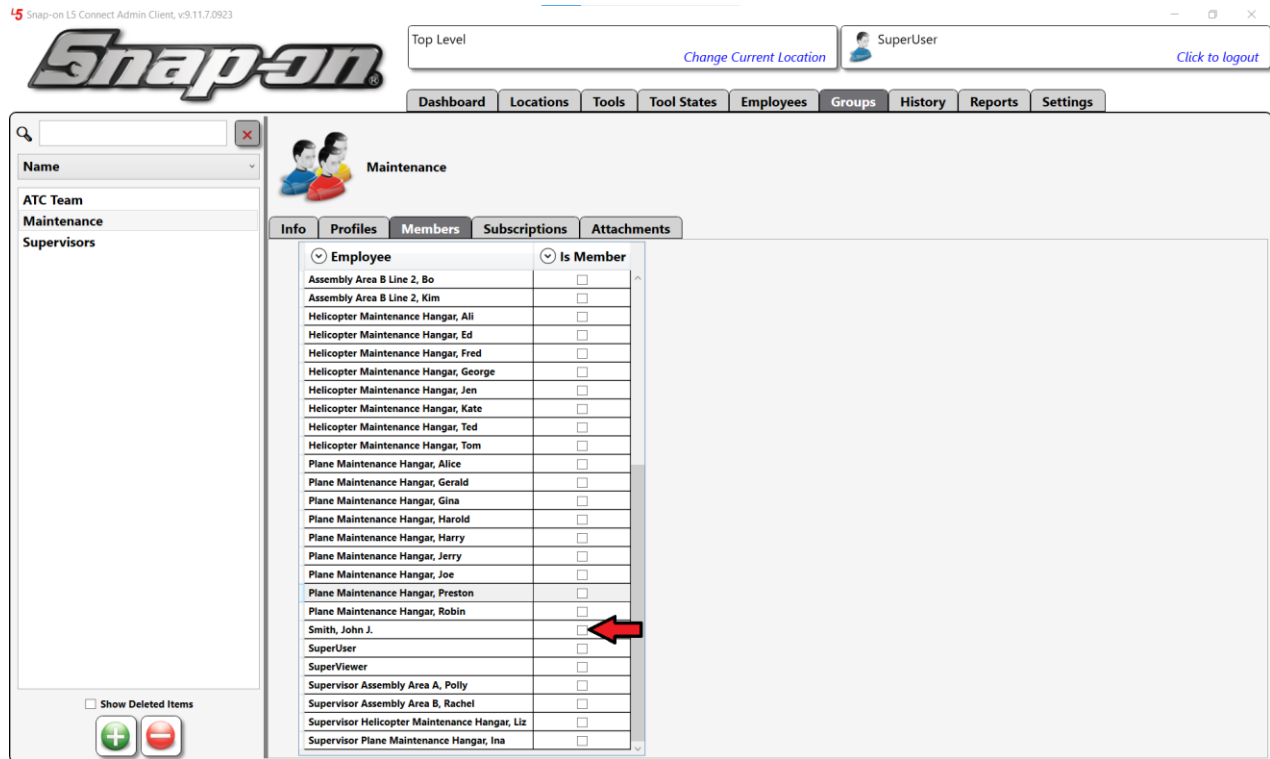 L5 Snap-on L5 Connect Admin Client, v:9.11.7.0923
Snap-on ®
Top Level
Change Current Location
SuperUser
Click to logout
Dashboard Locations Tools Tool States Employees Groups History Reports Settings
Name
ATC Team
Maintenance
Supervisors
Show Deleted Items
Maintenance
Info Profiles Members Subscriptions Attachments
Employee Is Member
Assembly Area B Line 2, Bo
Assembly Area B Line 2, Kim
Helicopter Maintenance Hangar, Ali
Helicopter Maintenance Hangar, Ed
Helicopter Maintenance Hangar, Fred
Helicopter Maintenance Hangar, George
Helicopter Maintenance Hangar, Jen
Helicopter Maintenance Hangar, Kate
Helicopter Maintenance Hangar, Ted
Helicopter Maintenance Hangar, Tom
Plane Maintenance Hangar, Alice
Plane Maintenance Hangar, Gerald
Plane Maintenance Hangar, Gina
Plane Maintenance Hangar, Harold
Plane Maintenance Hangar, Harry
Plane Maintenance Hangar, Jerry
Plane Maintenance Hangar, Joe
Plane Maintenance Hangar, Preston
Plane Maintenance Hangar, Robin
Smith, John J.
SuperUser
SuperViewer
Supervisor Assembly Area A, Polly
Supervisor Assembly Area B, Rachel
Supervisor Helicopter Maintenance Hangar, Liz
Supervisor Plane Maintenance Hangar, Ina